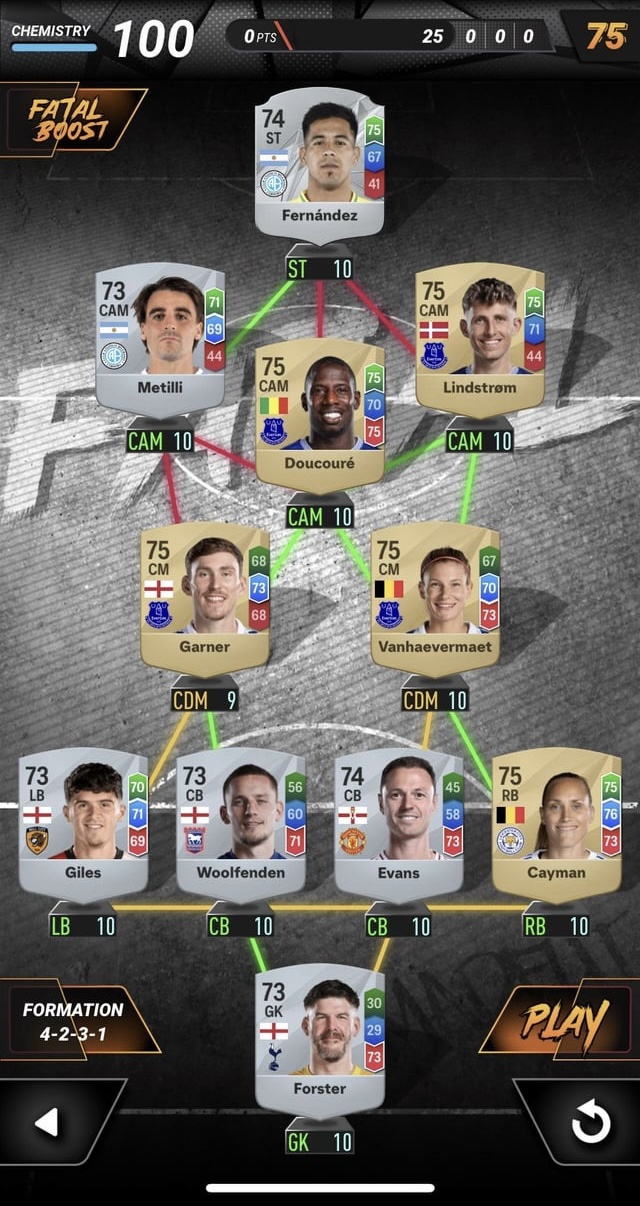 CHEMISTRY 100 0 PTS 25 0 0 0 75
FATAL
BOOST
74
ST
75
67
41
Fernández
ST 10
73
CAM
71
69
44
Metilli
CAM 10
75
CAM
75
70
75
Doucouré
CAM 10
75
CAM
75
71
44
Lindstrøm
CAM 10
75
CM
68
73
68
Garner
CDM 9
75
CM
67
70
73
Vanhaevermaet
CDM 10
73
LB
70
71
69
Giles
LB 10
73
CB
56
60
71
Woolfenden
CB 10
74
CB
45
58
73
Evans
CB 10
75
RB
75
76
73
Cayman
RB 10
73
GK
30
29
73
Forster
GK 10
FORMATION
4-2-3-1
PLAY